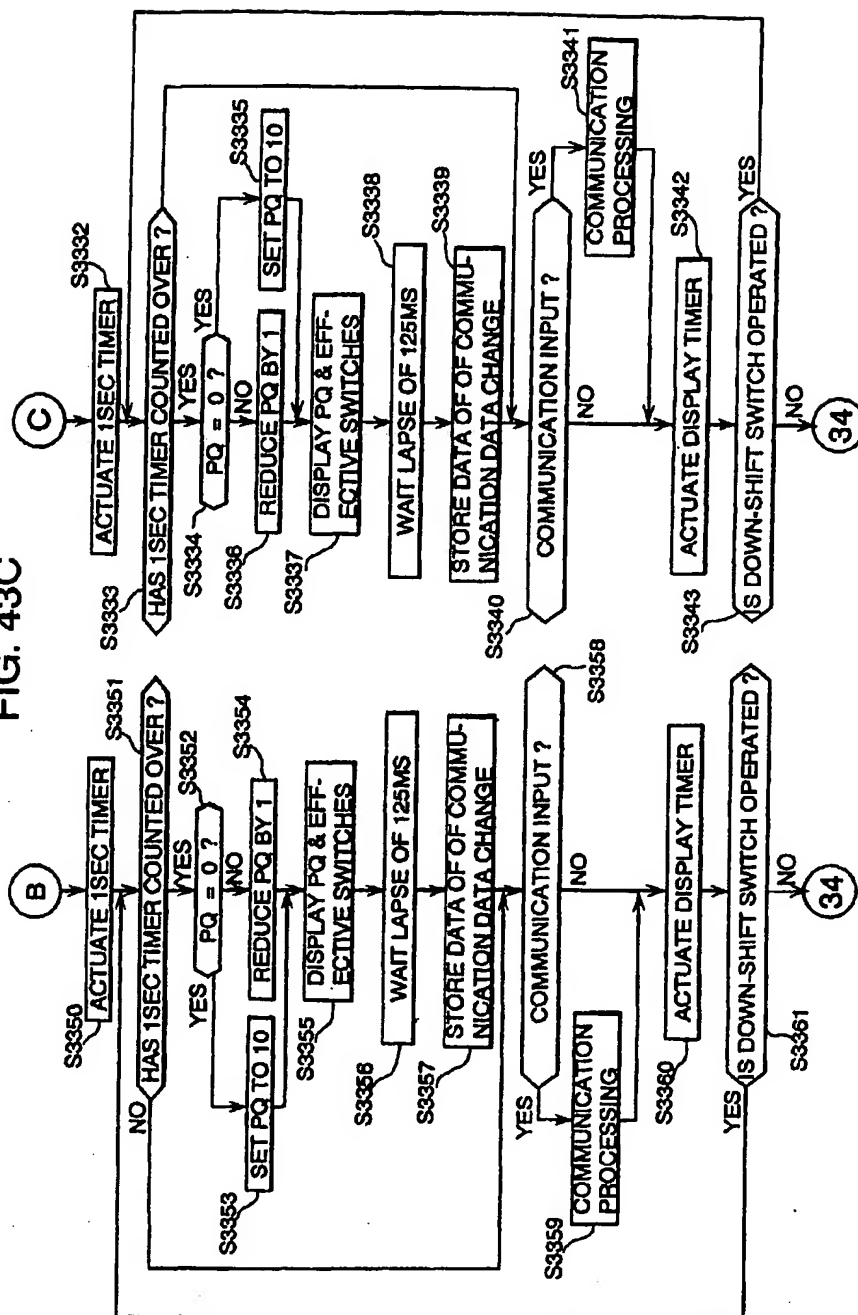 FIG. 43C
B
S3350
ACTUATE 1SEC TIMER
S3351
HAS 1SEC TIMER COUNTED OVER ?
NO
YES
S3352
PQ = 0 ?
YES
NO
S3353
SET PQ TO 10
S3354
REDUCE PQ BY 1
S3355
DISPLAY PQ & EFF-
ECTIVE SWITCHES
S3356
WAIT LAPSE OF 125MS
S3357
STORE DATA OF OF COMMU-
NICATION DATA CHANGE
S3358
COMMUNICATION INPUT ?
YES
NO
S3359
COMMUNICATION
PROCESSING
S3360
ACTUATE DISPLAY TIMER
S3361
IS DOWN-SHIFT SWITCH OPERATED ?
YES
NO
34
C
S3332
ACTUATE 1SEC TIMER
S3333
HAS 1SEC TIMER COUNTED OVER ?
YES
S3334
PQ = 0 ?
YES
NO
S3335
SET PQ TO 10
S3336
REDUCE PQ BY 1
S3337
DISPLAY PQ & EFF-
ECTIVE SWITCHES
S3338
WAIT LAPSE OF 125MS
S3339
STORE DATA OF OF COMMU-
NICATION DATA CHANGE
S3340
COMMUNICATION INPUT ?
YES
NO
S3341
COMMUNICATION
PROCESSING
S3342
ACTUATE DISPLAY TIMER
S3343
IS DOWN-SHIFT SWITCH OPERATED ?
YES
NO
34